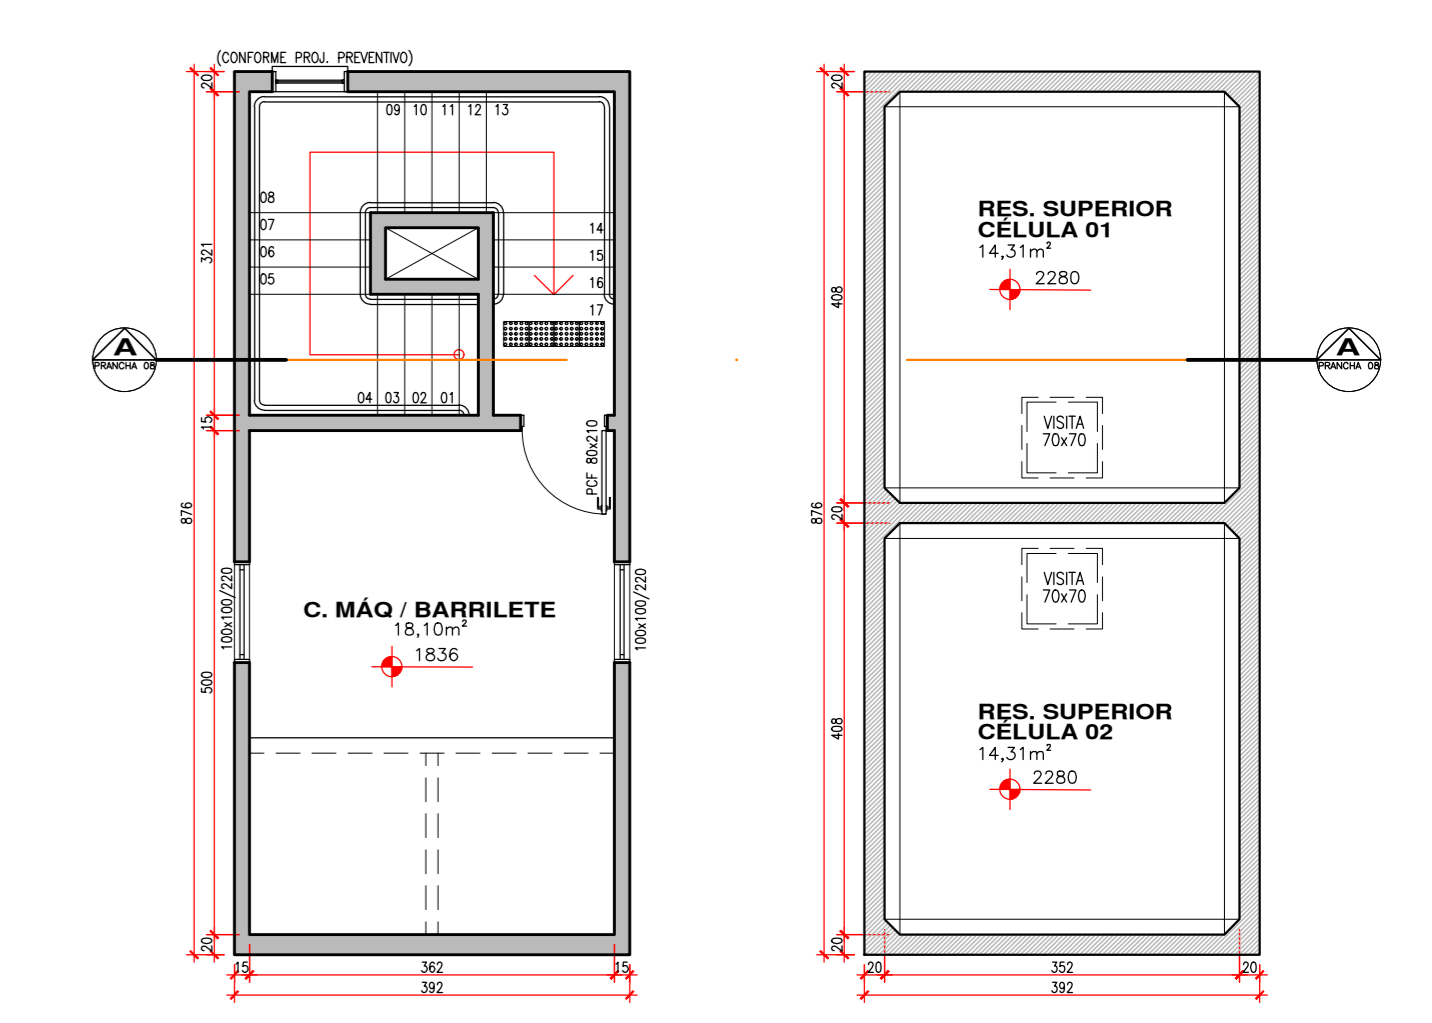 (CONFORME PROJ. PREVENTIVO)
20
09 10 11 12 13
08
07
06
05
14
15
16
17
321
A
PRANCHA 08
04 03 02 01
15
PCF 80x210
876
100x100/220
100x100/220
C. MÁQ / BARRILETE
18,10m²
1836
500
20
15 362 15
392
20
RES. SUPERIOR
CÉLULA 01
14,31m²
2280
408
A
PRANCHA 08
VISITA
70x70
876
20
VISITA
70x70
RES. SUPERIOR
CÉLULA 02
14,31m²
2280
408
20
20 352 20
392